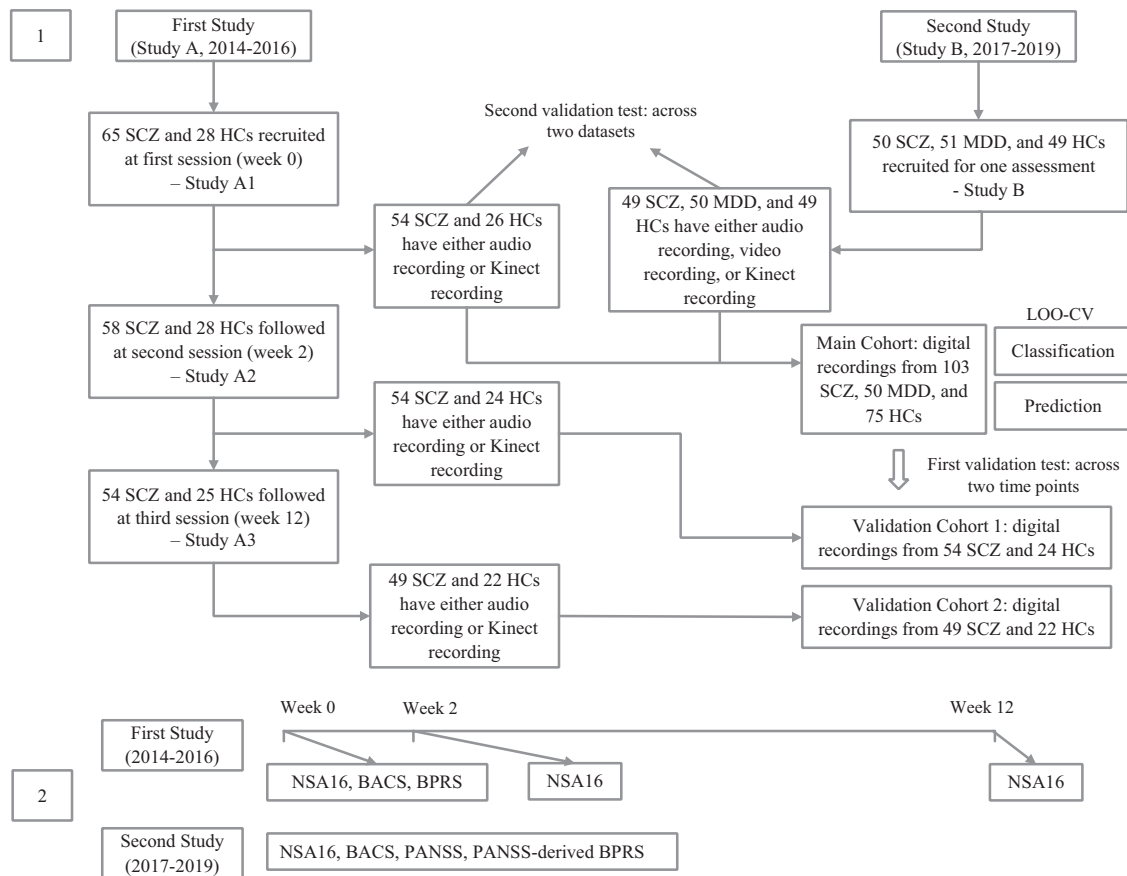 1
First Study
(Study A, 2014-2016)
Second Study
(Study B, 2017-2019)
65 SCZ and 28 HCs recruited
at first session (week 0)
– Study A1
Second validation test: across
two datasets
50 SCZ, 51 MDD, and 49 HCs
recruited for one assessment
- Study B
54 SCZ and 26 HCs
have either audio
recording or Kinect
recording
49 SCZ, 50 MDD, and 49
HCs have either audio
recording, video
recording, or Kinect
recording
58 SCZ and 28 HCs followed
at second session (week 2)
– Study A2
Main Cohort: digital
recordings from 103
SCZ, 50 MDD, and
75 HCs
LOO-CV
Classification
Prediction
54 SCZ and 24 HCs
have either audio
recording or Kinect
recording
First validation test: across
two time points
54 SCZ and 25 HCs followed
at third session (week 12)
– Study A3
Validation Cohort 1: digital
recordings from 54 SCZ and 24 HCs
49 SCZ and 22 HCs
have either audio
recording or Kinect
recording
Validation Cohort 2: digital
recordings from 49 SCZ and 22 HCs
2
First Study
(2014-2016)
Week 0
Week 2
Week 12
NSA16, BACS, BPRS
NSA16
NSA16
Second Study
(2017-2019)
NSA16, BACS, PANSS, PANSS-derived BPRS